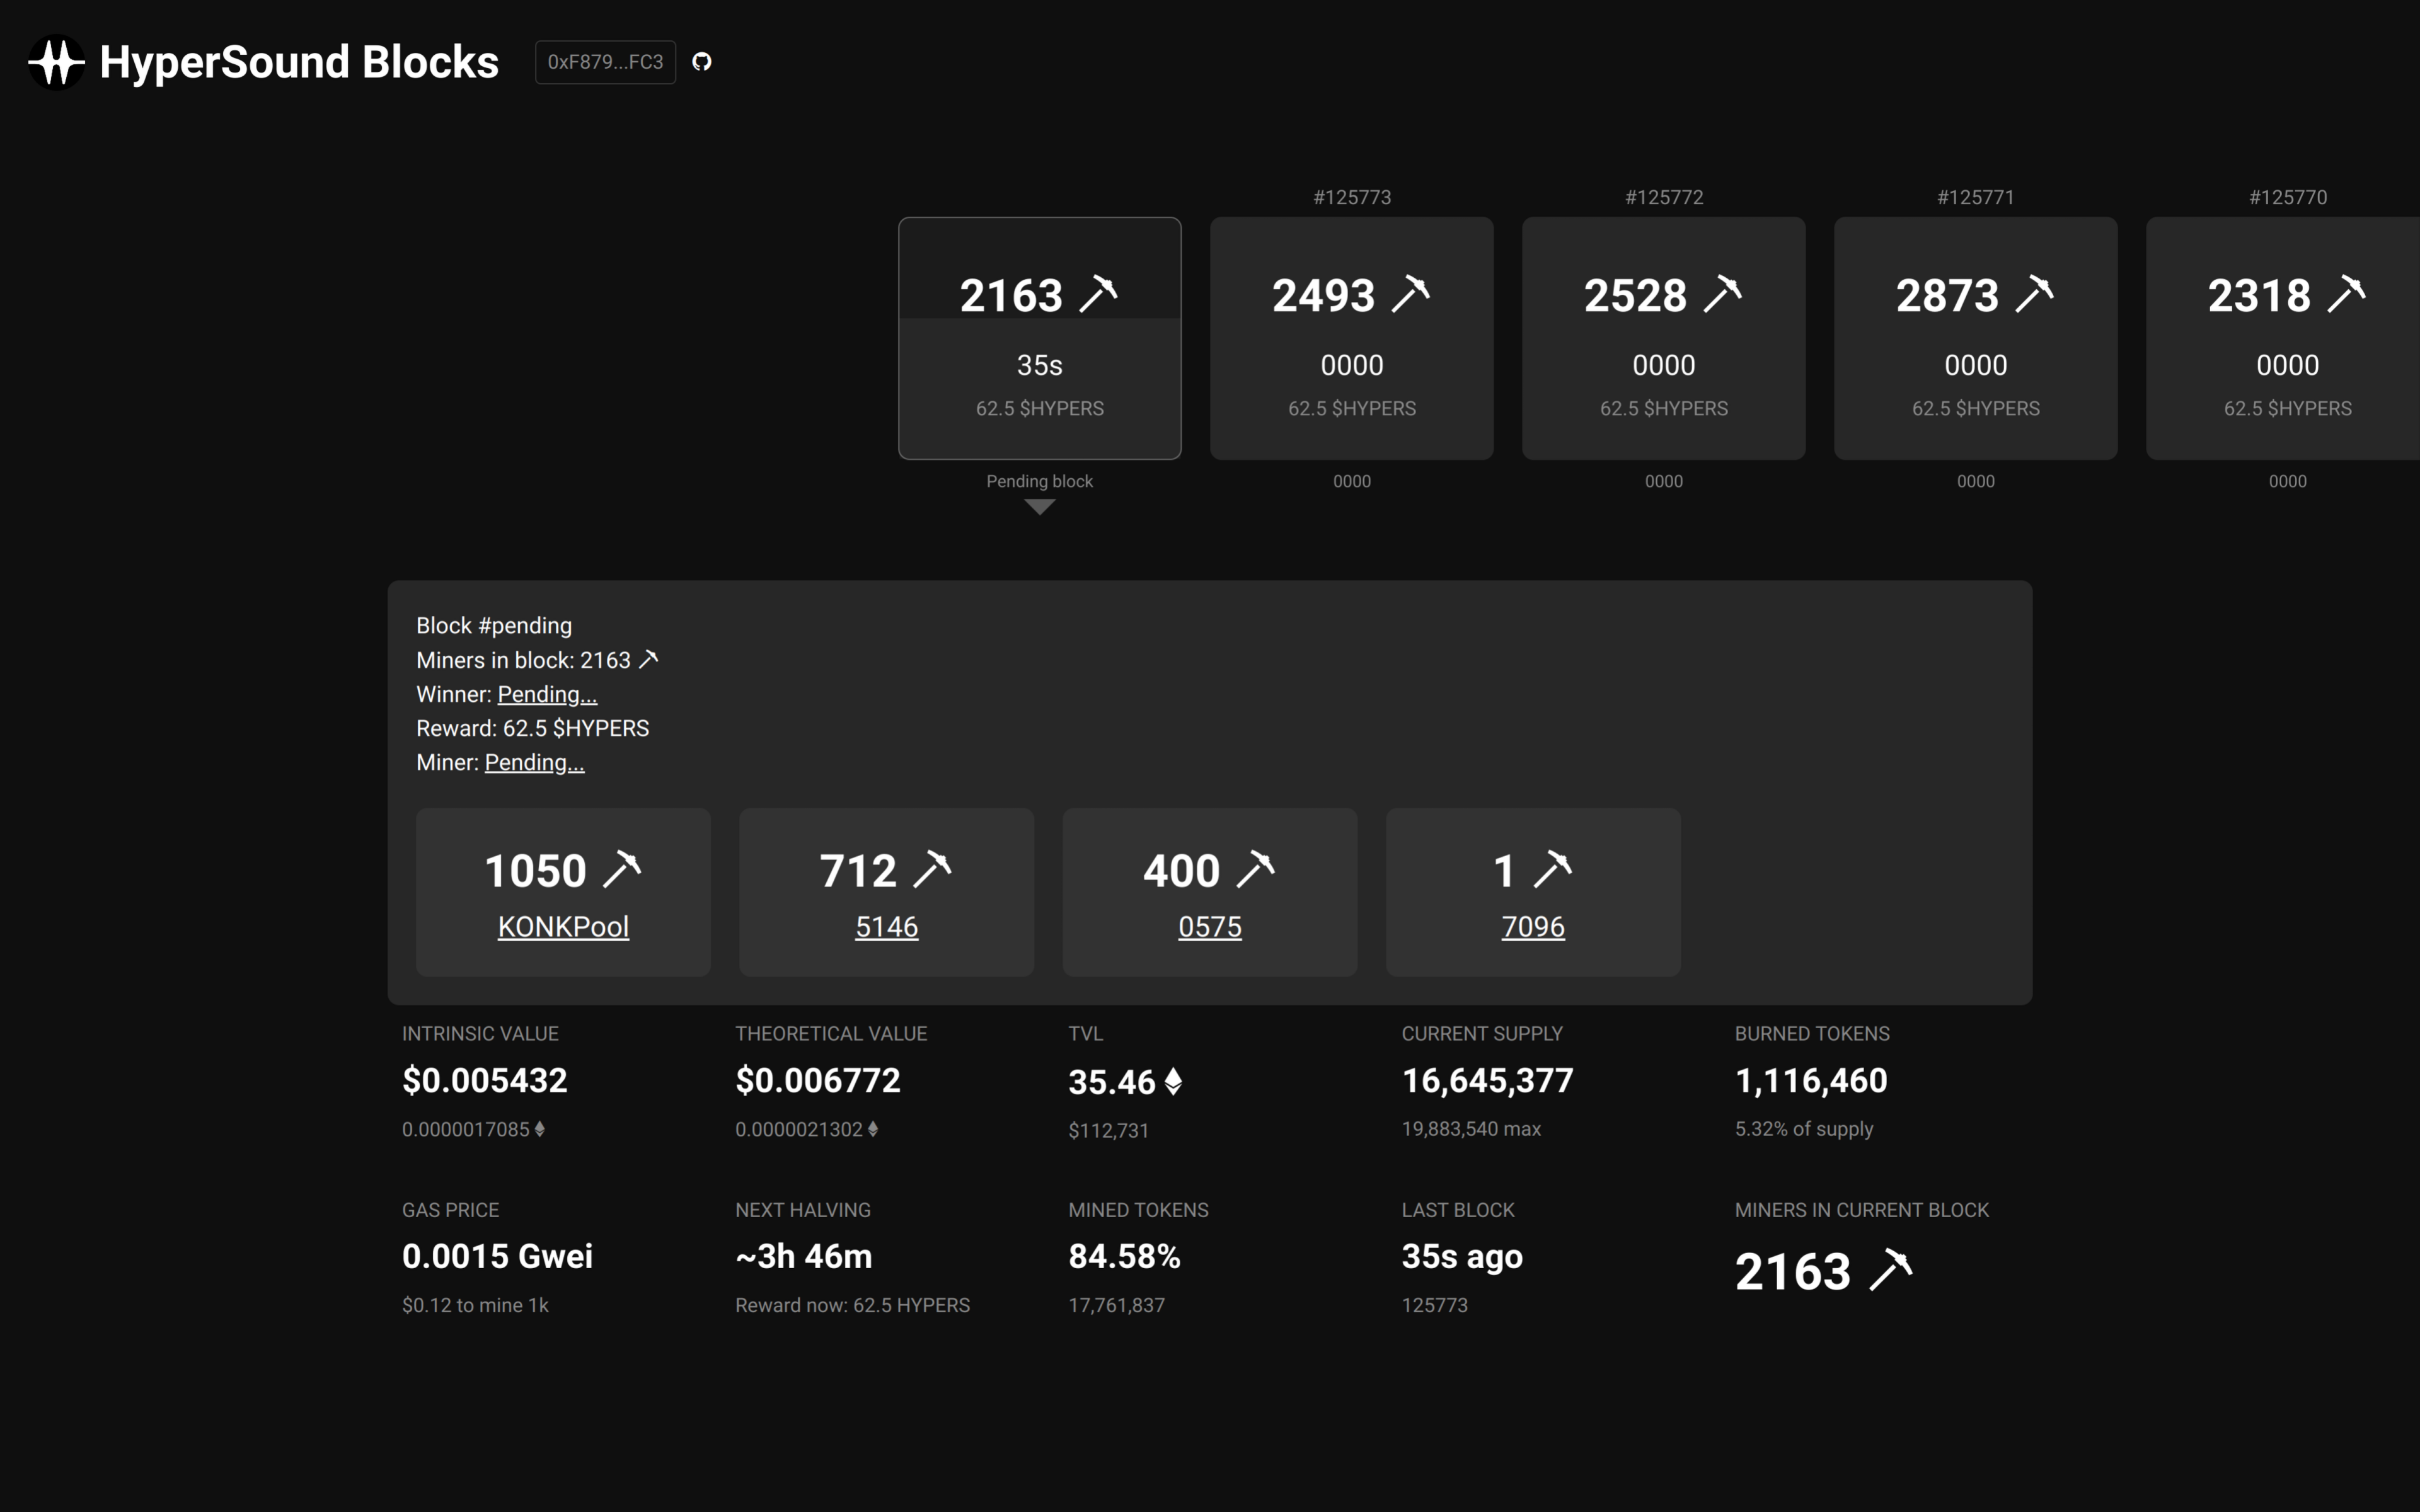 HyperSound Blocks
0xF879...FC3
#125773 #125772 #125771 #125770
2163 2493 2528 2873 2318
35s 0000 0000 0000 0000
62.5 $HYPERS 62.5 $HYPERS 62.5 $HYPERS 62.5 $HYPERS 62.5 $HYPERS
Pending block 0000 0000 0000 0000
Block #pending
Miners in block: 2163
Winner: Pending...
Reward: 62.5 $HYPERS
Miner: Pending...
1050 712 400 1
KONKPool 5146 0575 7096
INTRINSIC VALUE THEORETICAL VALUE TVL CURRENT SUPPLY BURNED TOKENS
$0.005432 $0.006772 35.46 16,645,377 1,116,460
0.0000017085 0.0000021302 $112,731 19,883,540 max 5.32% of supply
GAS PRICE NEXT HALVING MINED TOKENS LAST BLOCK MINERS IN CURRENT BLOCK
0.0015 Gwei ~3h 46m 84.58% 35s ago 2163
$0.12 to mine 1k Reward now: 62.5 HYPERS 17,761,837 125773